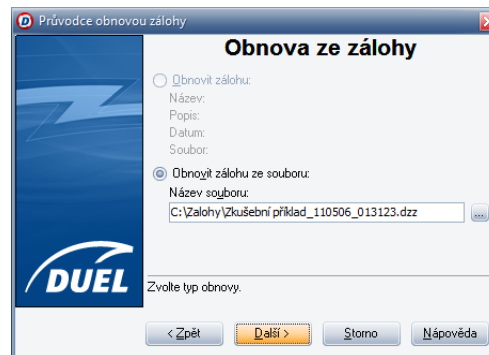 Průvodce obnovou zálohy
Obnova ze zálohy
Obnovit zálohu:
Název:
Popis:
Datum:
Soubor:
Obnovit zálohu ze souboru:
Název souboru:
C:\Zalohy\Zkušební příklad_110506_013123.dzz
...
DUEL
Zvolte typ obnovy.
< Zpět Další > Storno Nápověda